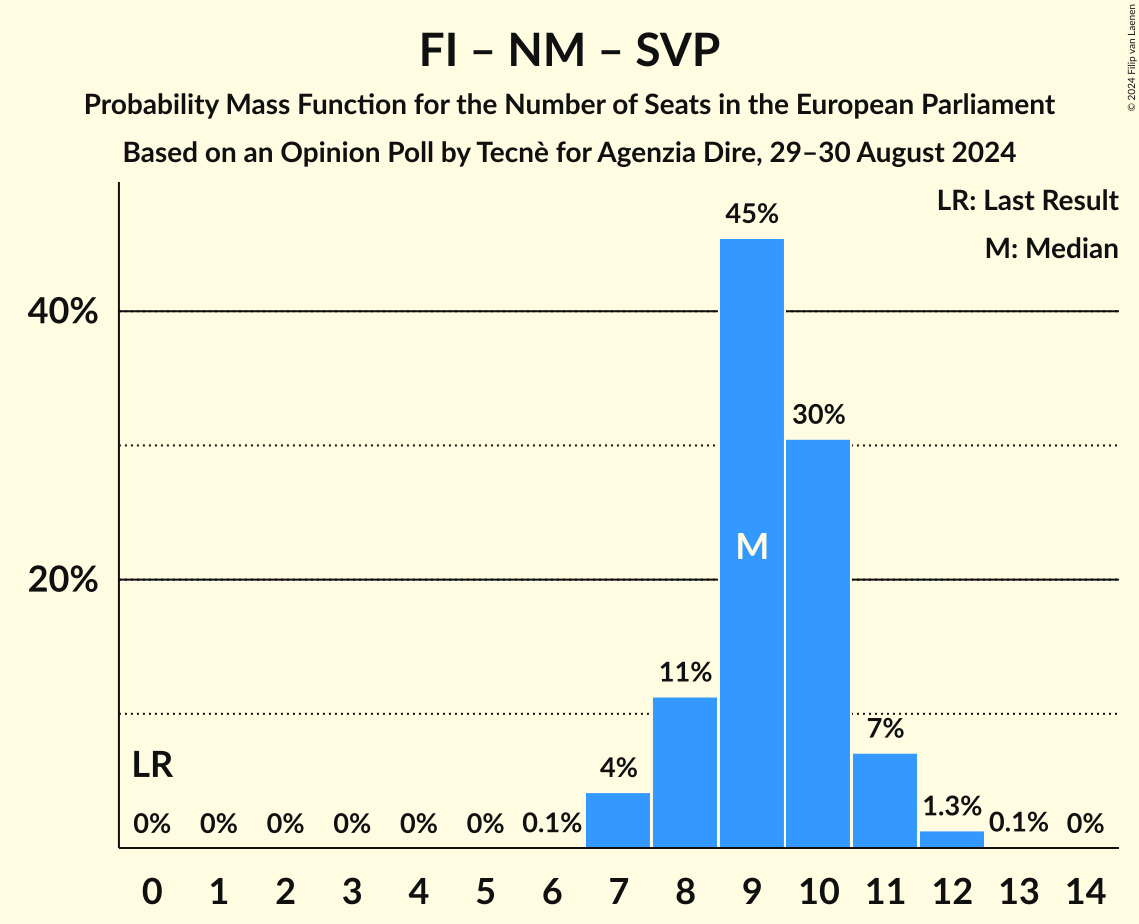 FI – NM – SVP
Probability Mass Function for the Number of Seats in the European Parliament
Based on an Opinion Poll by Tecnè for Agenzia Dire, 29–30 August 2024
© 2024 Filip van Laenen
LR: Last Result
M: Median
45%
40%
30%
M
20%
11%
7%
LR
4%
1.3%
0% 0% 0% 0% 0% 0% 0.1% 0.1% 0%
0 1 2 3 4 5 6 7 8 9 10 11 12 13 14